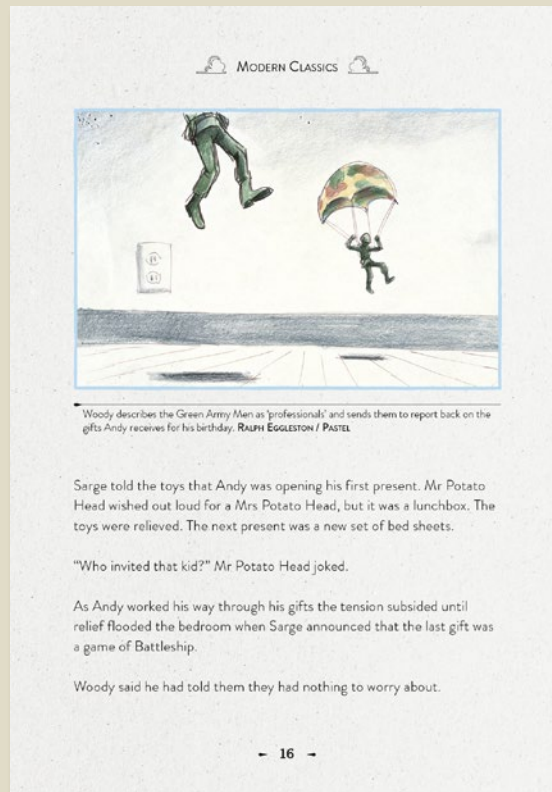 Modern Classics
Woody describes the Green Army Men as 'professionals' and sends them to report back on the
gifts Andy receives for his birthday. Ralph Eggleston / Pastel
Sarge told the toys that Andy was opening his first present. Mr Potato
Head wished out loud for a Mrs Potato Head, but it was a lunchbox. The
toys were relieved. The next present was a new set of bed sheets.
“Who invited that kid?” Mr Potato Head joked.
As Andy worked his way through his gifts the tension subsided until
relief flooded the bedroom when Sarge announced that the last gift was
a game of Battleship.
Woody said he had told them they had nothing to worry about.
16